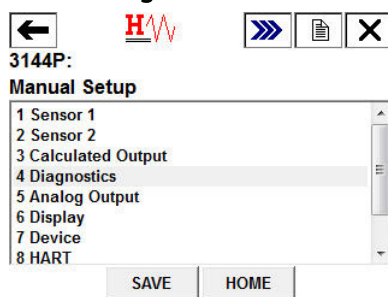 H
3144P:
Manual Setup
1 Sensor 1
2 Sensor 2
3 Calculated Output
4 Diagnostics
5 Analog Output
6 Display
7 Device
8 HART
SAVE
HOME